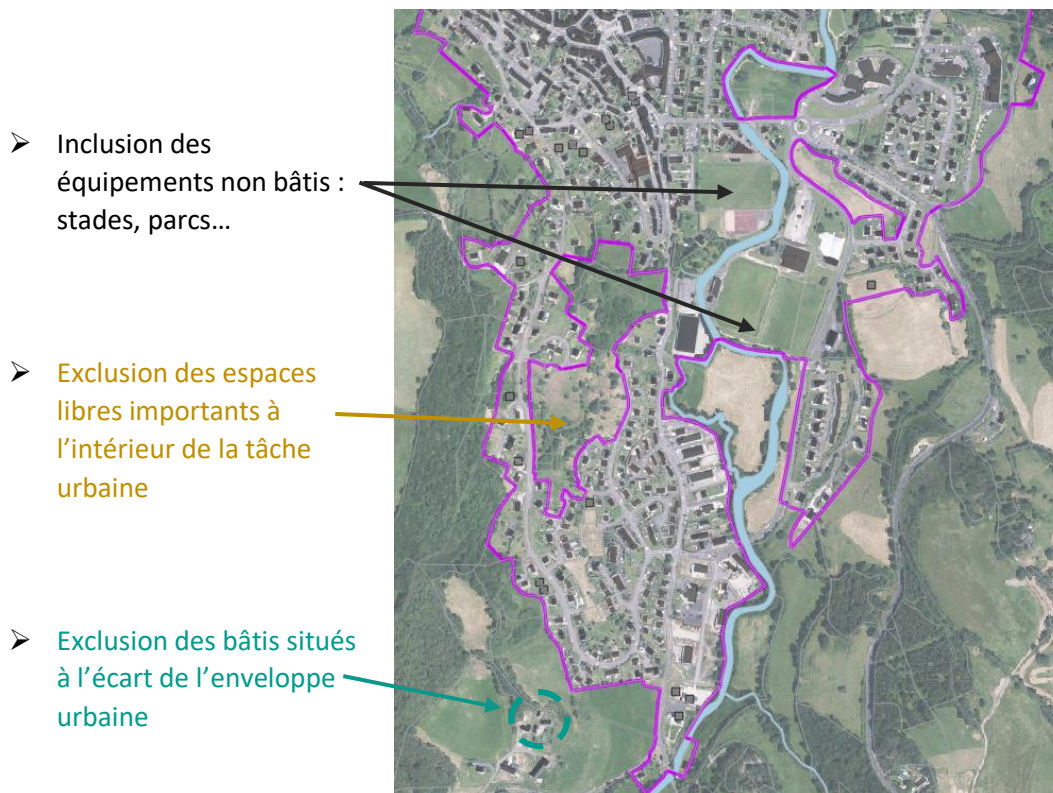 ➢ Inclusion des
équipements non bâtis :
stades, parcs…
➢ Exclusion des espaces
libres importants à
l’intérieur de la tâche
urbaine
➢ Exclusion des bâtis situés
à l’écart de l’enveloppe
urbaine